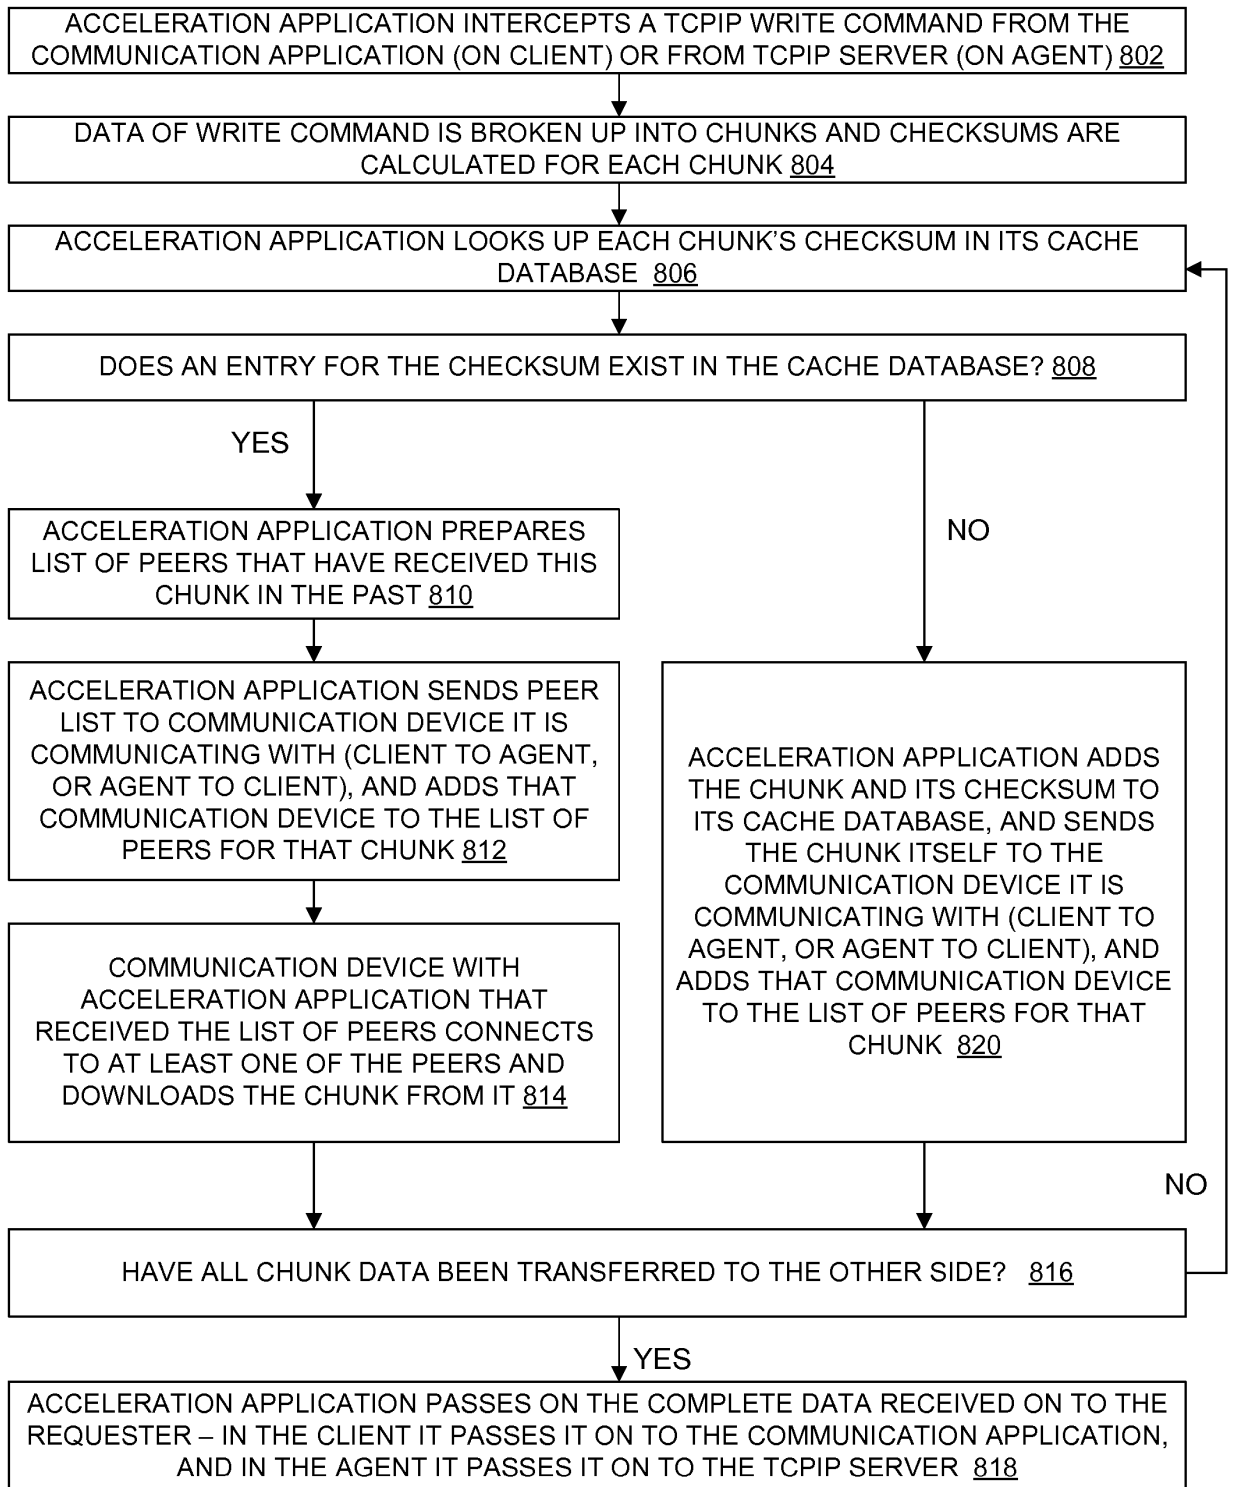 ACCELERATION APPLICATION INTERCEPTS A TCPIP WRITE COMMAND FROM THE
COMMUNICATION APPLICATION (ON CLIENT) OR FROM TCPIP SERVER (ON AGENT) 802
DATA OF WRITE COMMAND IS BROKEN UP INTO CHUNKS AND CHECKSUMS ARE
CALCULATED FOR EACH CHUNK 804
ACCELERATION APPLICATION LOOKS UP EACH CHUNK'S CHECKSUM IN ITS CACHE
DATABASE 806
DOES AN ENTRY FOR THE CHECKSUM EXIST IN THE CACHE DATABASE? 808
YES
NO
ACCELERATION APPLICATION PREPARES
LIST OF PEERS THAT HAVE RECEIVED THIS
CHUNK IN THE PAST 810
ACCELERATION APPLICATION SENDS PEER
LIST TO COMMUNICATION DEVICE IT IS
COMMUNICATING WITH (CLIENT TO AGENT,
OR AGENT TO CLIENT), AND ADDS THAT
COMMUNICATION DEVICE TO THE LIST OF
PEERS FOR THAT CHUNK 812
COMMUNICATION DEVICE WITH
ACCELERATION APPLICATION THAT
RECEIVED THE LIST OF PEERS CONNECTS
TO AT LEAST ONE OF THE PEERS AND
DOWNLOADS THE CHUNK FROM IT 814
ACCELERATION APPLICATION ADDS
THE CHUNK AND ITS CHECKSUM TO
ITS CACHE DATABASE, AND SENDS
THE CHUNK ITSELF TO THE
COMMUNICATION DEVICE IT IS
COMMUNICATING WITH (CLIENT TO
AGENT, OR AGENT TO CLIENT), AND
ADDS THAT COMMUNICATION DEVICE
TO THE LIST OF PEERS FOR THAT
CHUNK 820
NO
HAVE ALL CHUNK DATA BEEN TRANSFERRED TO THE OTHER SIDE? 816
YES
ACCELERATION APPLICATION PASSES ON THE COMPLETE DATA RECEIVED ON TO THE
REQUESTER – IN THE CLIENT IT PASSES IT ON TO THE COMMUNICATION APPLICATION,
AND IN THE AGENT IT PASSES IT ON TO THE TCPIP SERVER 818